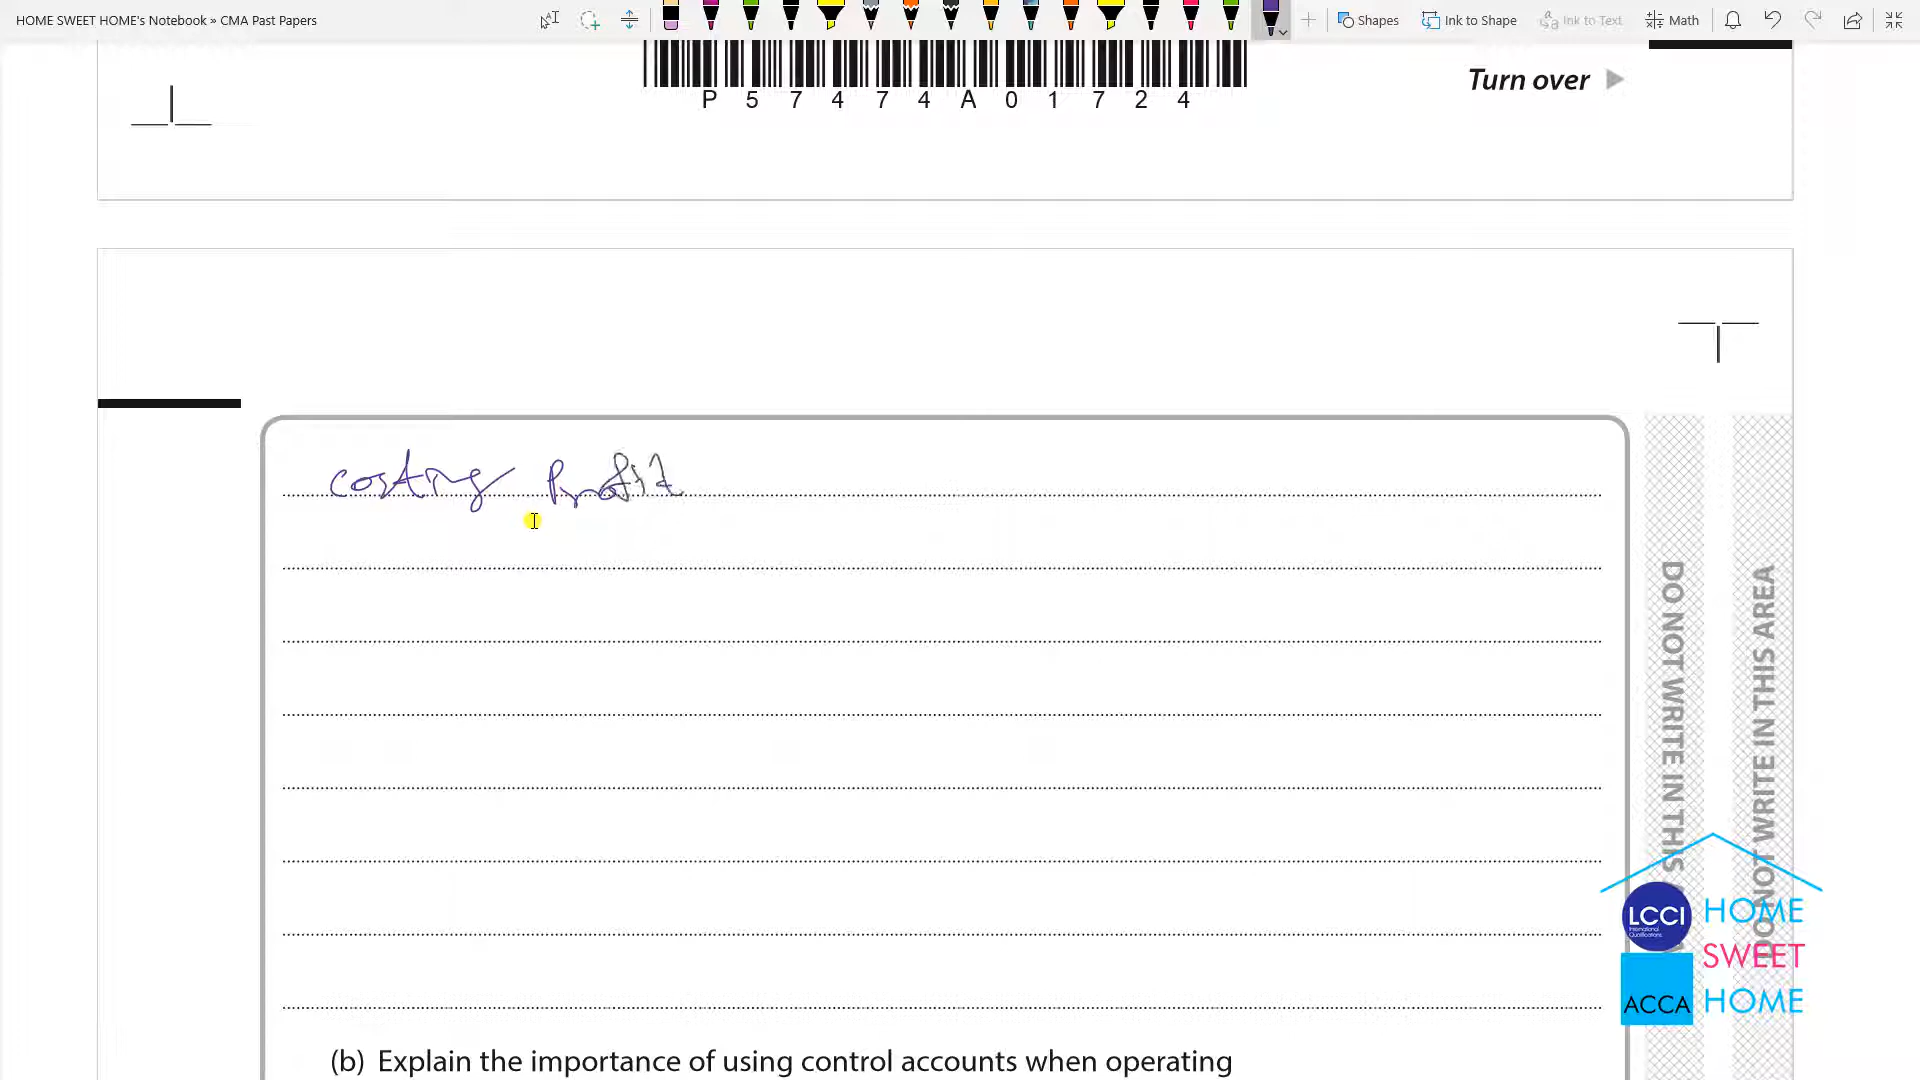 HOME SWEET HOME's Notebook » CMA Past Papers
Shapes
Ink to Shape
Ink to Text
Math
P 5 7 4 7 4 A 0 1 7 2 4
Turn over
costing Profit
DO NOT WRITE IN THIS
DO NOT WRITE IN THIS AREA
LCCI
International
Qualifications
ACCA
HOME
SWEET
HOME
(b) Explain the importance of using control accounts when operating